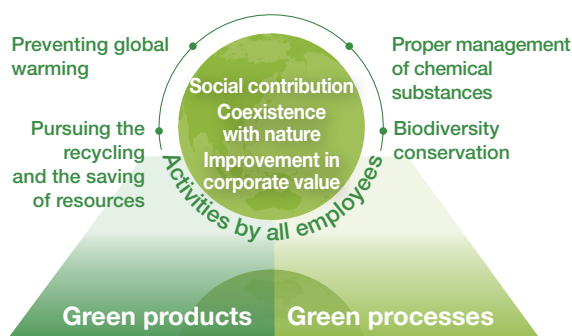 Preventing global
warming
Proper management
of chemical
substances
Social contribution
Coexistence
with nature
Improvement in
corporate value
Pursuing the
recycling
and the saving
of resources
Biodiversity
conservation
Activities by all employees
Green products
Green processes